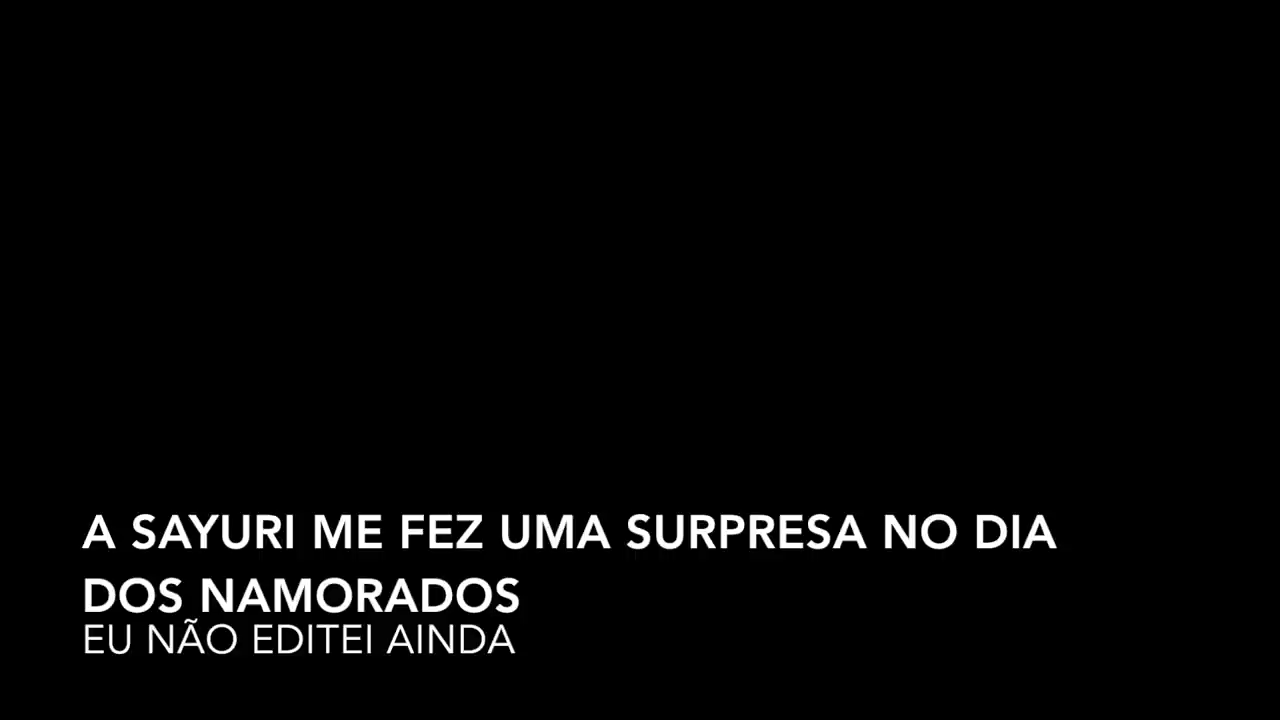 A SAYURI ME FEZ UMA SURPRESA NO DIA
DOS NAMORADOS
EU NÃO EDITEI AINDA